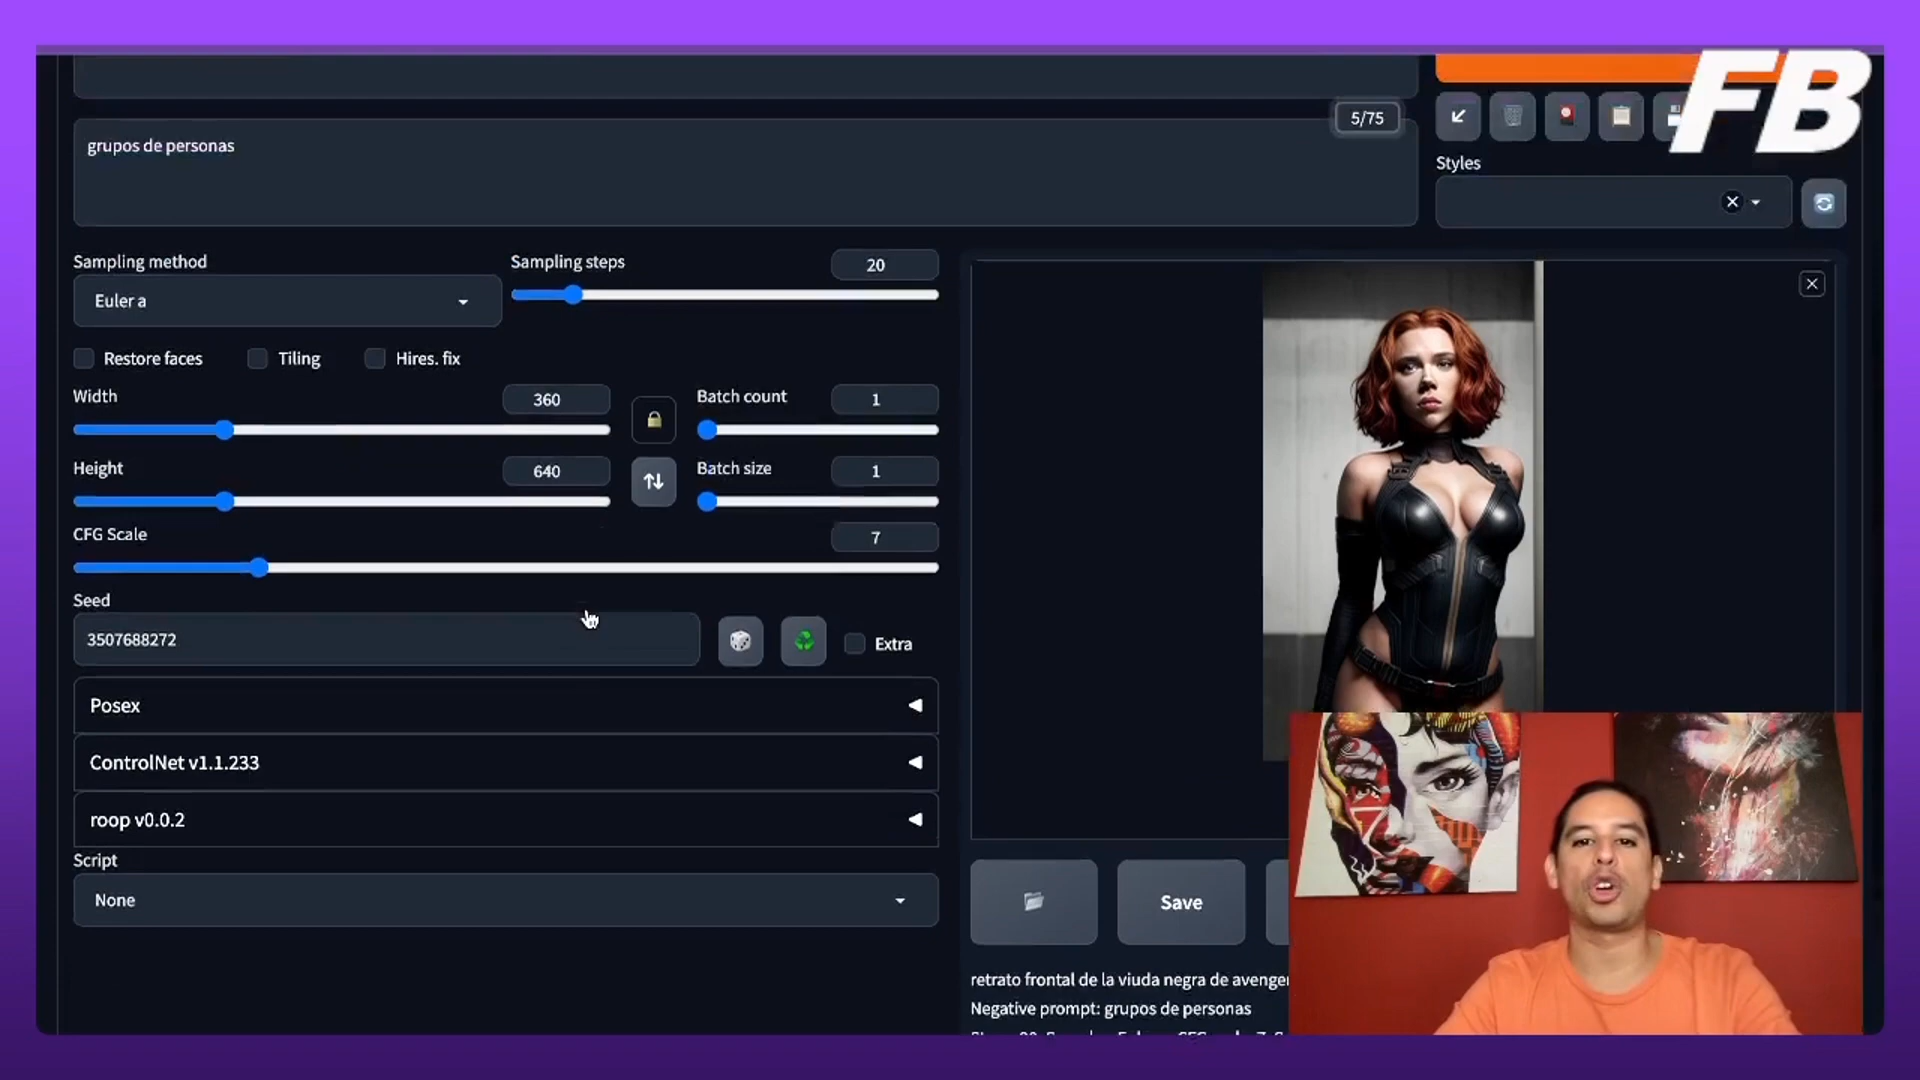 FB
5/75
grupos de personas
Styles
Sampling method
Sampling steps
20
Euler a
Restore faces
Tiling
Hires. fix
Width
360
Batch count
1
Height
640
Batch size
1
CFG Scale
7
Seed
3507688272
Extra
Posex
ControlNet v1.1.233
roop v0.0.2
Script
None
Save
retrato frontal de la viuda negra de avenger
Negative prompt: grupos de personas